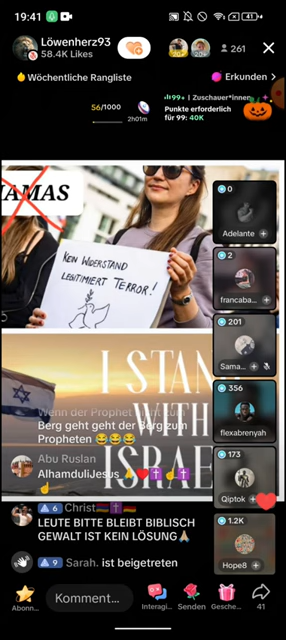 19:41
41
Löwenherz93
58.4K Likes
20+
261
Wöchentliche Rangliste
Erkunden >
99+ | Zuschauer*innen
56/1000
2h01m
Punkte erforderlich
für 99: 40K
AMAS
KEIN WIDERSTAND
LEGITIMIERT TERROR!
0
Adelante +
2
francaba... +
201
Sama... +
356
flexabrenyah
173
Qiptok +
1.2K
Hope8 +
I STAN
WITH
ISRAE
Wenn der Prophet nicht zum
Berg geht geht der Berg zum
Propheten 😂😂😂
Abu Ruslan
AlhamduliJesus 🙏❤️✝️☝️✝️
☝️
6 Christ 🇦🇲✝️🇩🇪
LEUTE BITTE BLEIBT BIBLISCH
GEWALT IST KEIN LÖSUNG🙏🏼
9 Sarah. ist beigetreten
Abonn...
Komment...
Interagi...
Senden
Gesche...
41